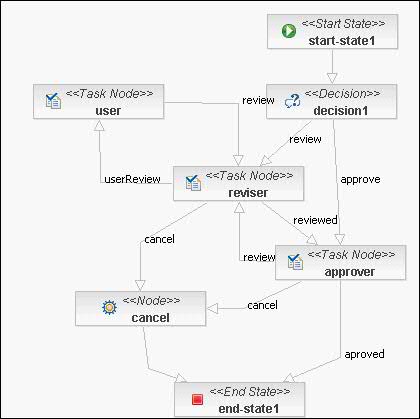 <<Start State>>
start-state1
<<Task Node>>
user
<<Decision>>
decision1
review
review
userReview
<<Task Node>>
reviser
approve
cancel
reviewed
review
<<Task Node>>
approver
<<Node>>
cancel
cancel
aproved
<<End State>>
end-state1